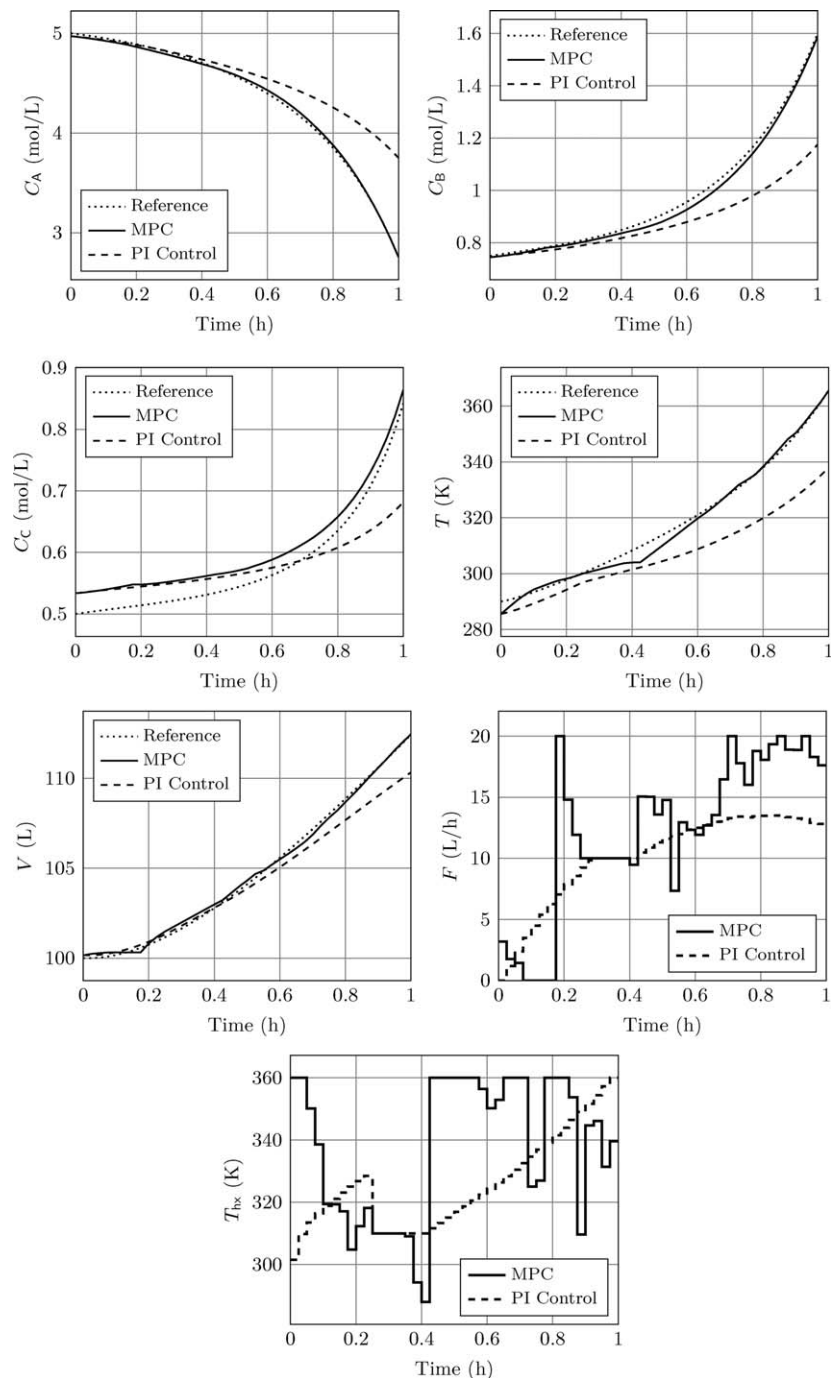 Reference
MPC
PI Control
5
4
3
0
0.2
0.4
0.6
0.8
1
C_A (mol/L)
Time (h)
Reference
MPC
PI Control
1.6
1.4
1.2
1
0.8
0
0.2
0.4
0.6
0.8
1
C_B (mol/L)
Time (h)
Reference
MPC
PI Control
0.9
0.8
0.7
0.6
0.5
0
0.2
0.4
0.6
0.8
1
C_C (mol/L)
Time (h)
Reference
MPC
PI Control
360
340
320
300
280
0
0.2
0.4
0.6
0.8
1
T (K)
Time (h)
Reference
MPC
PI Control
110
105
100
0
0.2
0.4
0.6
0.8
1
V (L)
Time (h)
MPC
PI Control
20
15
10
5
0
0
0.2
0.4
0.6
0.8
1
F (L/h)
Time (h)
MPC
PI Control
360
340
320
300
0
0.2
0.4
0.6
0.8
1
T_hx (K)
Time (h)